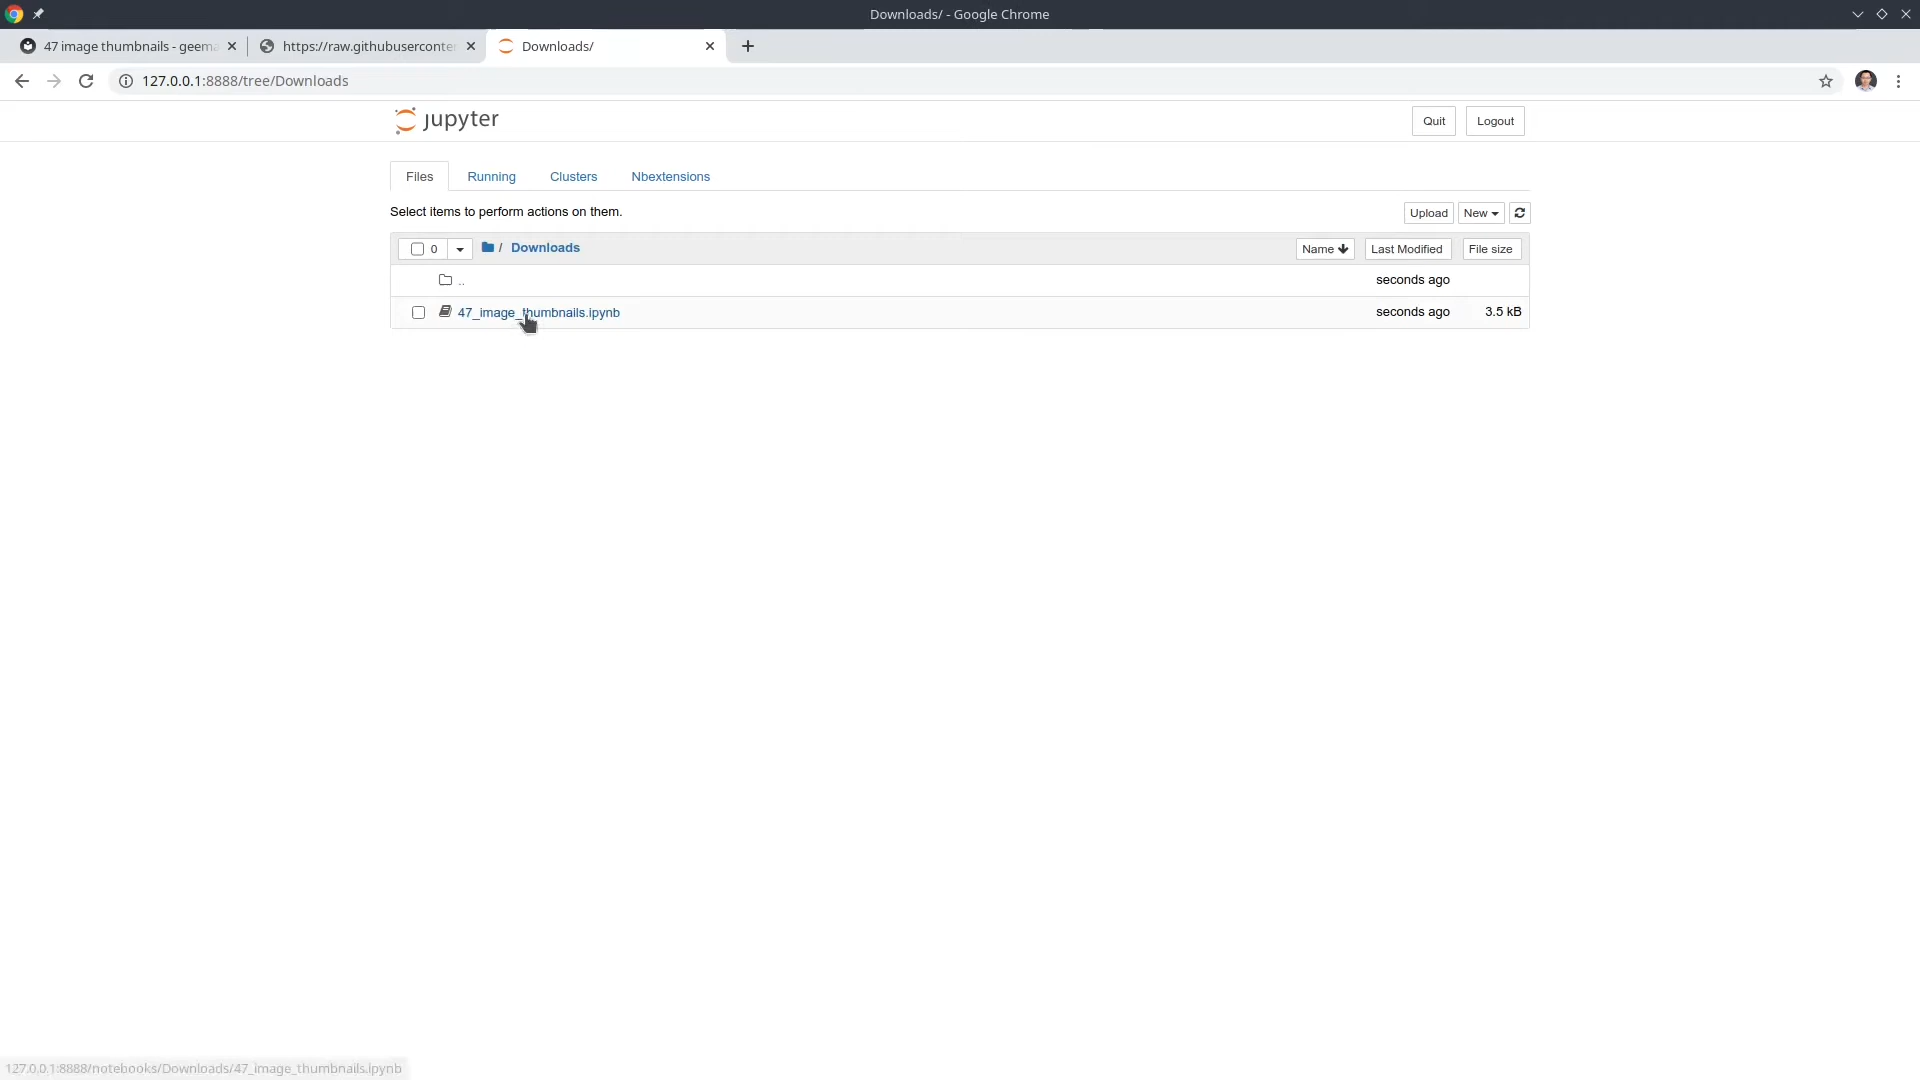 Downloads/ - Google Chrome
47 image thumbnails - geema
https://raw.githubuserconte
Downloads/
127.0.0.1:8888/tree/Downloads
jupyter
Quit
Logout
Files
Running
Clusters
Nbextensions
Select items to perform actions on them.
Upload
New
0
/ Downloads
Name
Last Modified
File size
..
seconds ago
47_image_thumbnails.ipynb
seconds ago
3.5 kB
127.0.0.1:8888/notebooks/Downloads/47_image_thumbnails.ipynb